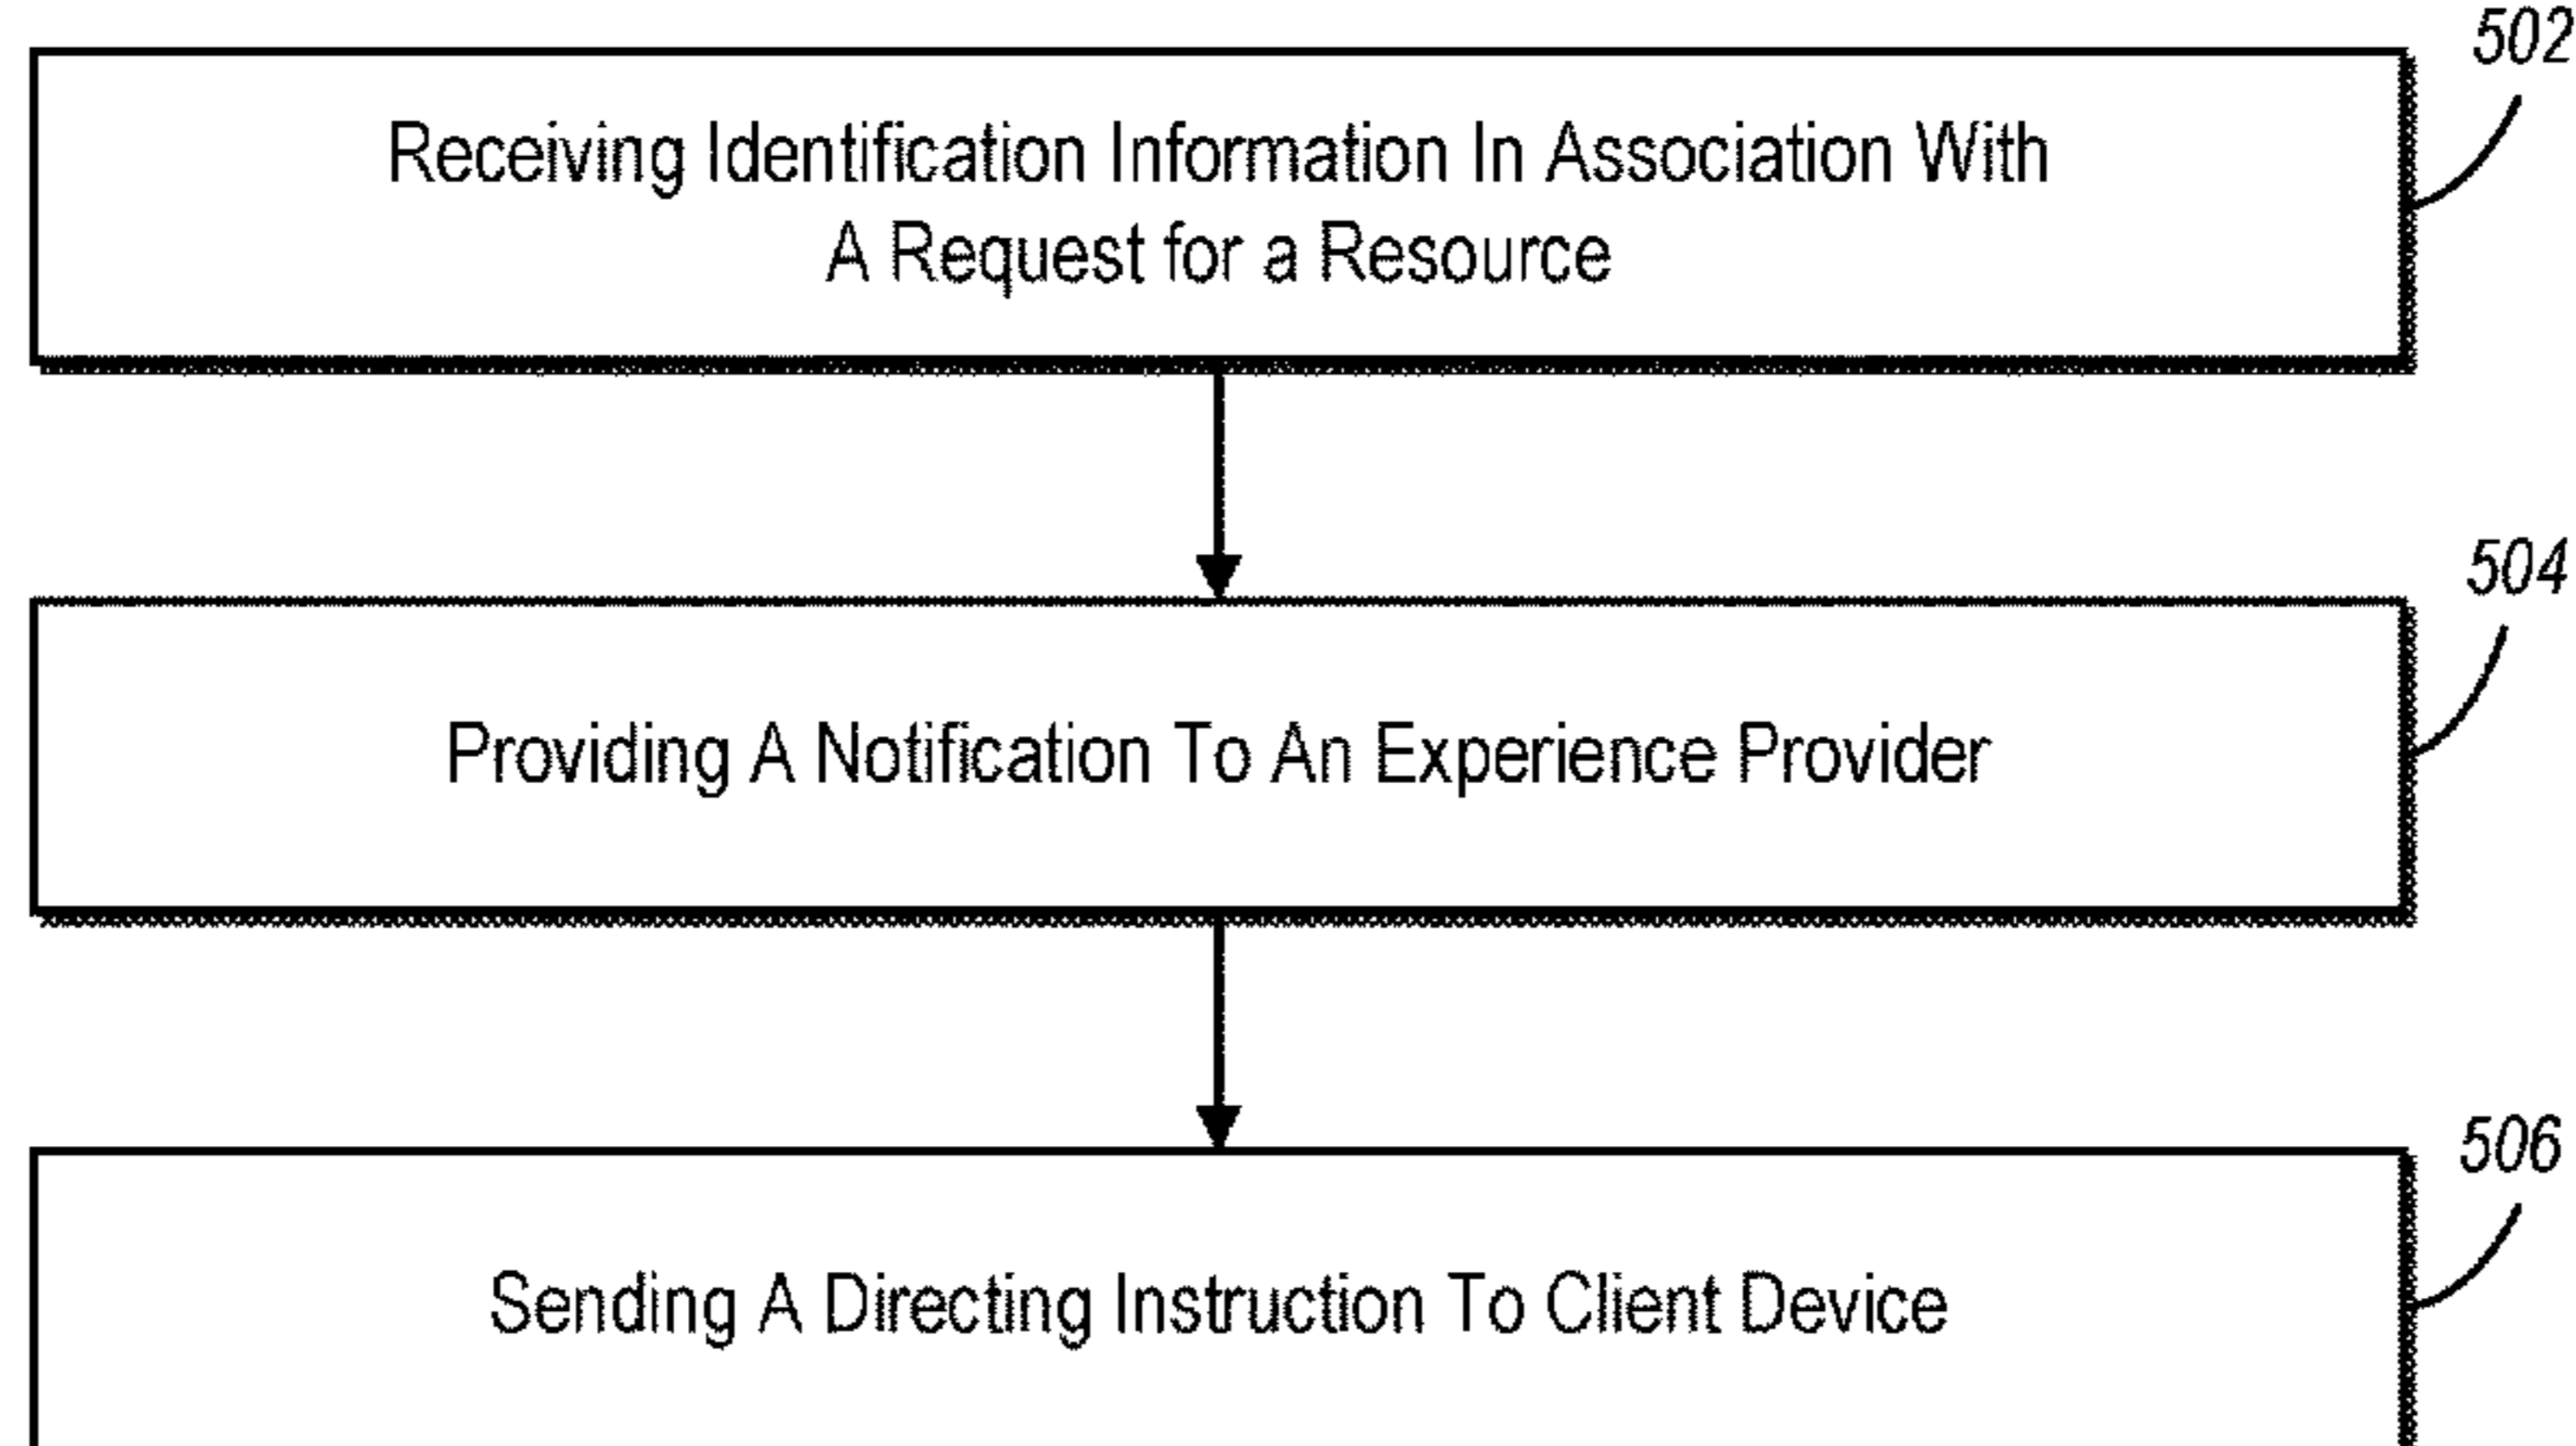 502
Receiving Identification Information In Association With
A Request for a Resource
504
Providing A Notification To An Experience Provider
506
Sending A Directing Instruction To Client Device